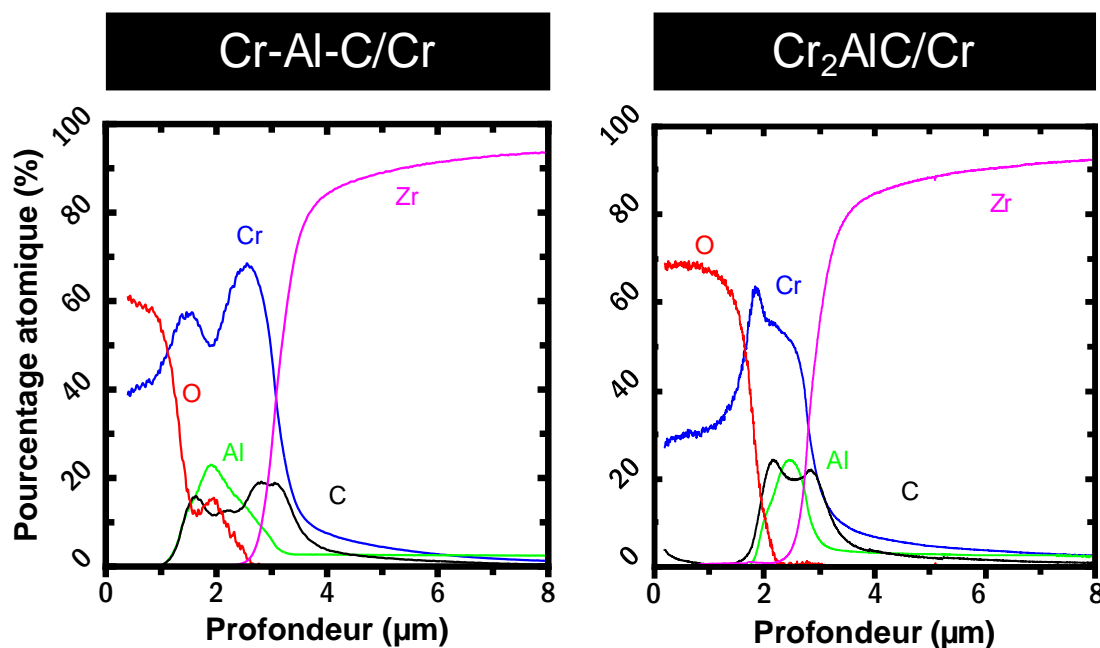 Cr-Al-C/Cr
Pourcentage atomique (%)
100
80
60
40
20
0
Zr
Cr
O
Al
C
0
2
4
6
8
Profondeur (µm)
Cr₂AlC/Cr
100
80
60
40
20
0
O
Zr
Cr
Al
C
0
2
4
6
8
Profondeur (µm)